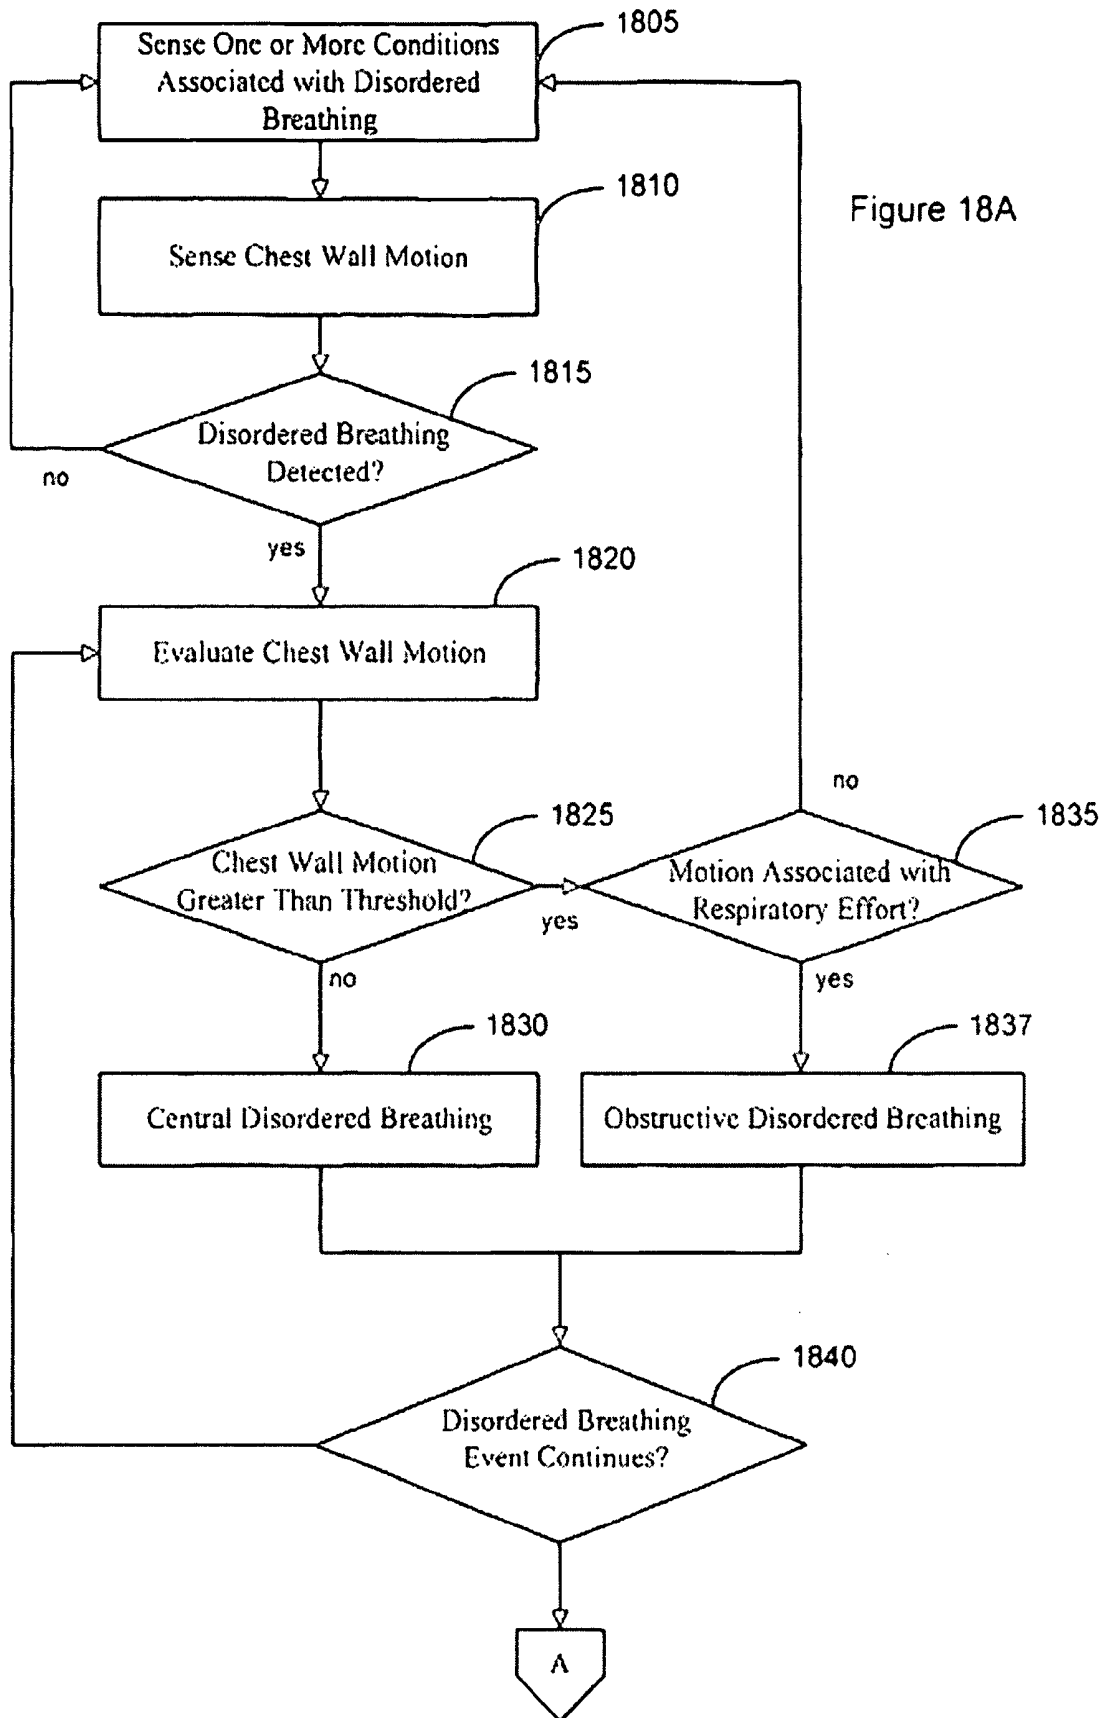 1805
Sense One or More Conditions
Associated with Disordered
Breathing
1810
Figure 18A
Sense Chest Wall Motion
1815
Disordered Breathing
Detected?
no
yes
1820
Evaluate Chest Wall Motion
no
1825
1835
Chest Wall Motion
Greater Than Threshold?
Motion Associated with
Respiratory Effort?
yes
no
yes
1830
1837
Central Disordered Breathing
Obstructive Disordered Breathing
1840
Disordered Breathing
Event Continues?
A